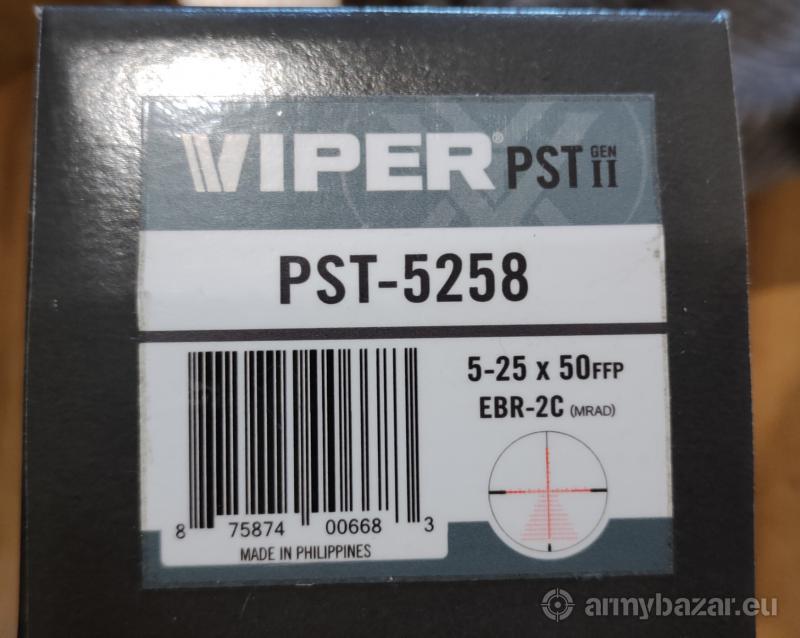 VIPER® PST GEN II
PST-5258
5-25 x 50FFP
EBR-2C (MRAD)
8 75874 00668 3
MADE IN PHILIPPINES
armybazar.eu